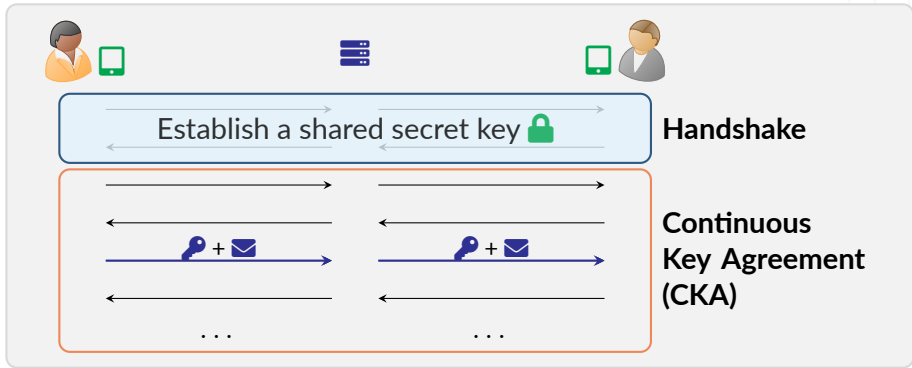 Establish a shared secret key
Handshake
Continuous
Key Agreement
(CKA)
+
+
. . .
. . .